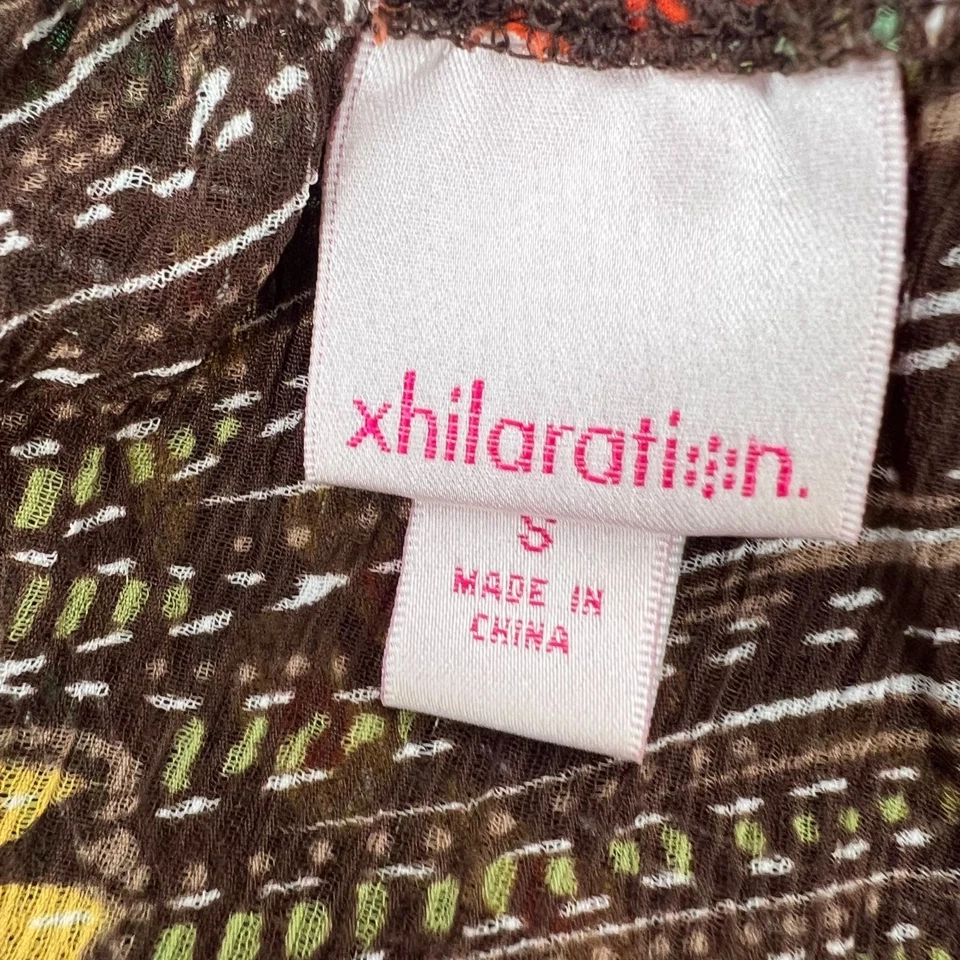 xhilaration.
S
MADE IN
CHINA